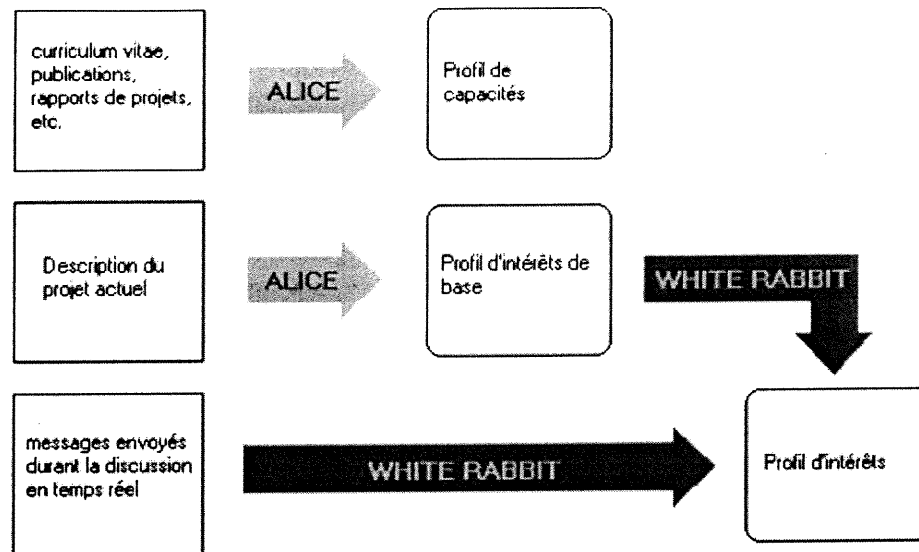 curriculum vitae,
publications,
rapports de projets,
etc.
ALICE
Profil de
capacités
Description du
projet actuel
ALICE
Profil d'intérêts de
base
WHITE RABBIT
messages envoyés
durant la discussion
en temps réel
WHITE RABBIT
Profil d'intérêts